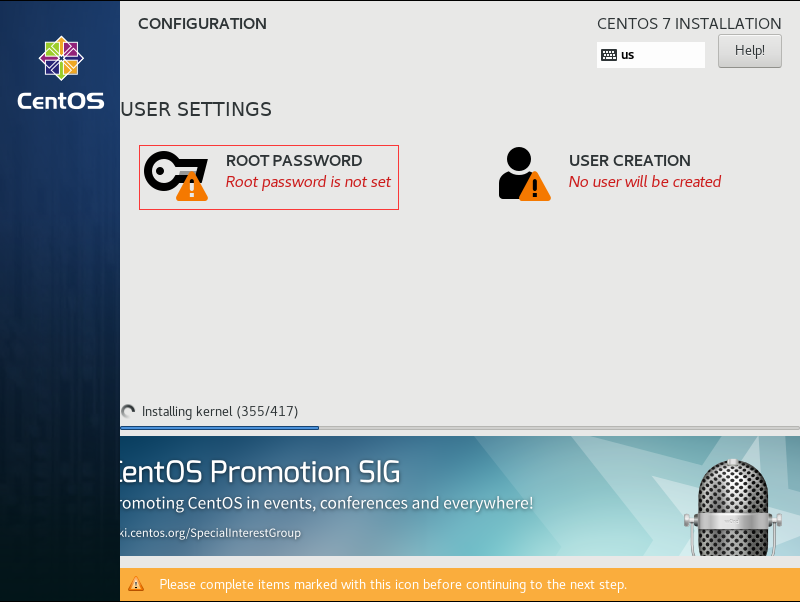 CentOS
CONFIGURATION
CENTOS 7 INSTALLATION
us
Help!
USER SETTINGS
ROOT PASSWORD
Root password is not set
USER CREATION
No user will be created
Installing kernel (355/417)
CentOS Promotion SIG
romoting CentOS in events, conferences and everywhere!
ki.centos.org/SpecialInterestGroup
Please complete items marked with this icon before continuing to the next step.